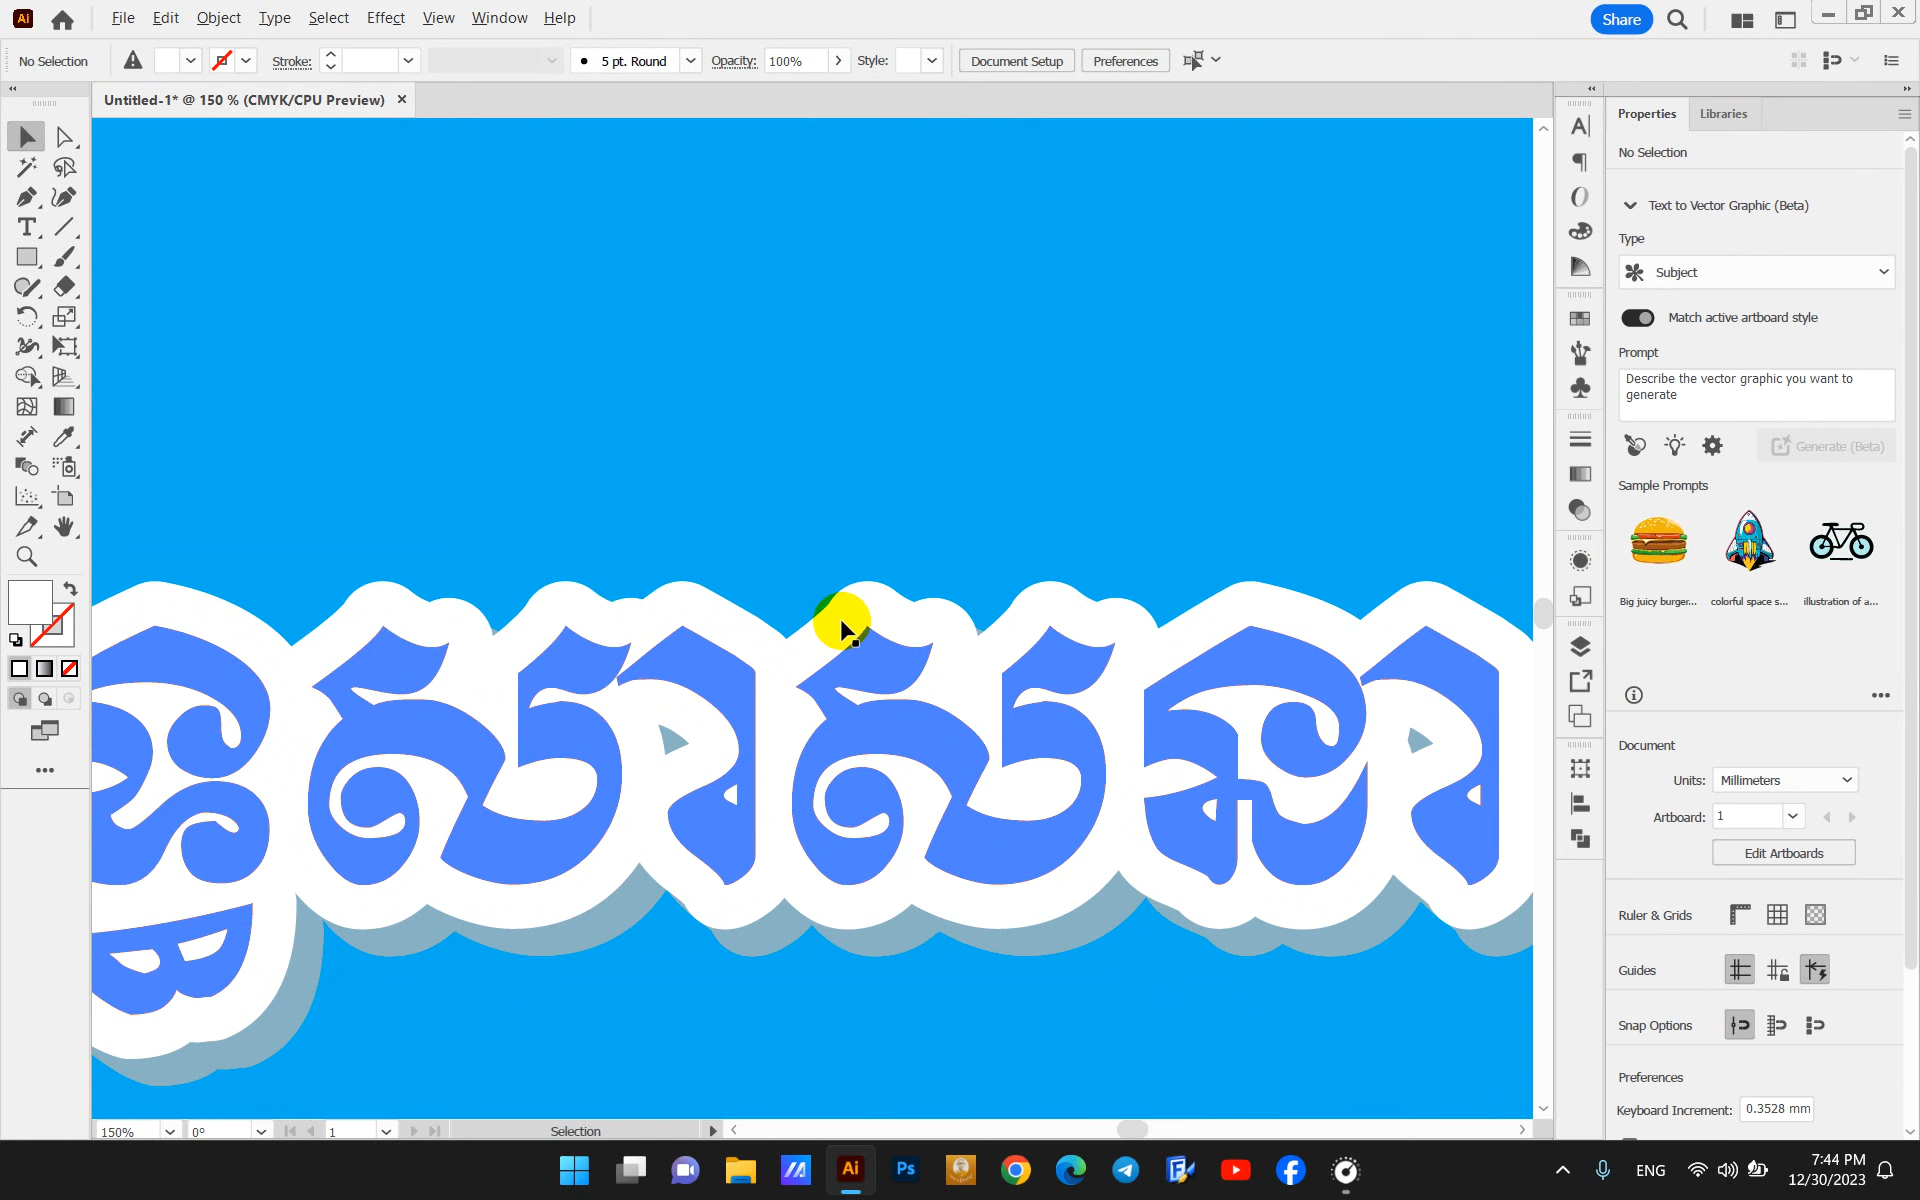 File Edit Object Type Select Effect View Window Help
Share
No Selection
Stroke:
5 pt. Round
Opacity:
100%
Style:
Document Setup
Preferences
Untitled-1* @ 150 % (CMYK/CPU Preview)
Properties
Libraries
No Selection
Text to Vector Graphic (Beta)
Type
Subject
Match active artboard style
Prompt
Describe the vector graphic you want to
generate
Generate (Beta)
Sample Prompts
Big juicy burger...
colorful space s...
illustration of a...
Document
Units:
Millimeters
Artboard:
1
Edit Artboards
Ruler & Grids
Guides
Snap Options
Preferences
Keyboard Increment:
0.3528 mm
150%
0°
1
Selection
ENG
7:44 PM
12/30/2023